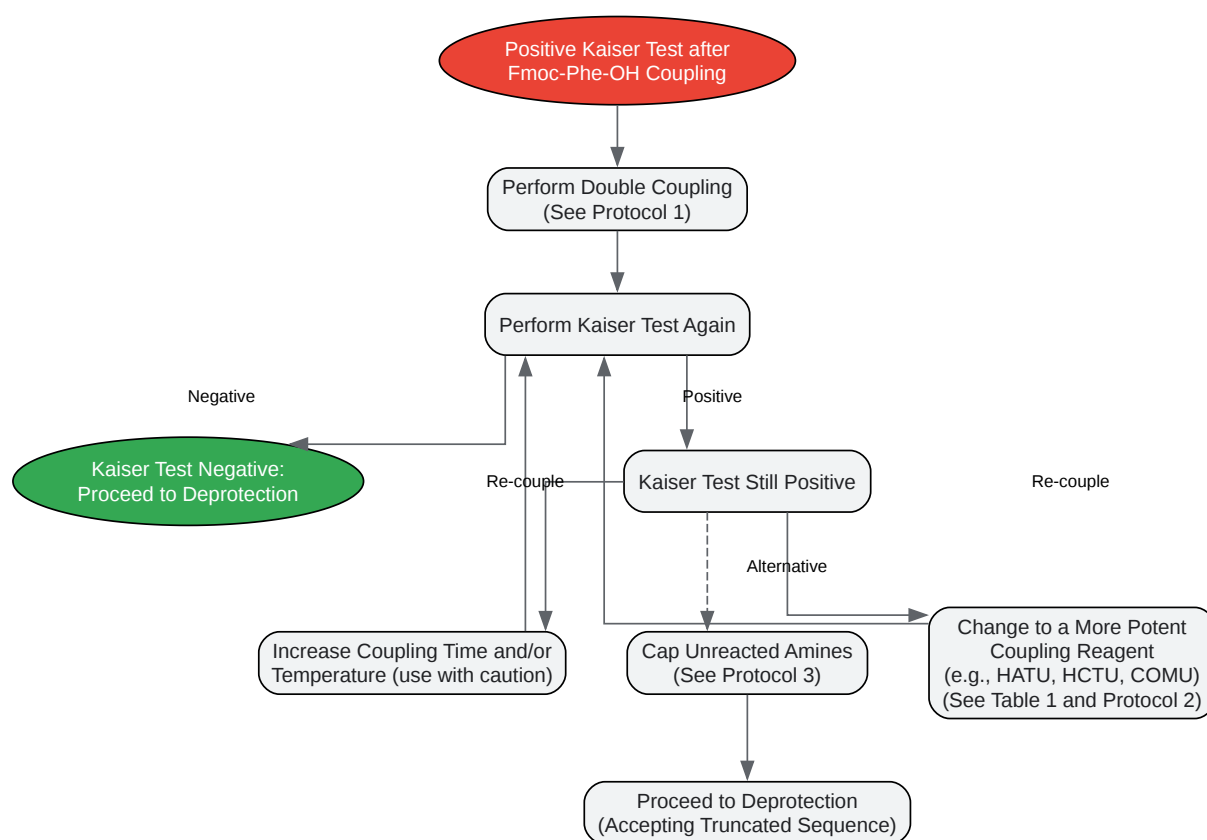 Positive Kaiser Test after
Fmoc-Phe-OH Coupling
Perform Double Coupling
(See Protocol 1)
Perform Kaiser Test Again
Negative
Positive
Kaiser Test Negative:
Proceed to Deprotection
Re-couple
Kaiser Test Still Positive
Re-couple
Alternative
Increase Coupling Time and/or
Temperature (use with caution)
Cap Unreacted Amines
(See Protocol 3)
Change to a More Potent
Coupling Reagent
(e.g., HATU, HCTU, COMU)
(See Table 1 and Protocol 2)
Proceed to Deprotection
(Accepting Truncated Sequence)